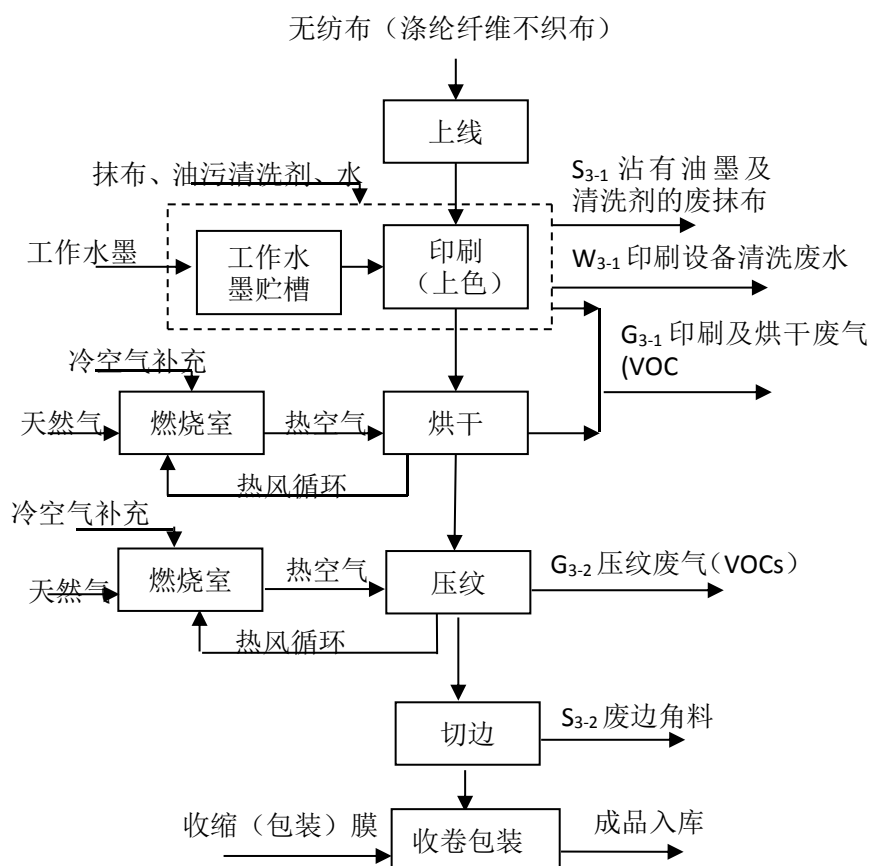 无纺布（涤纶纤维不织布）
上线
抹布、油污清洗剂、水
S3-1 沾有油墨及
清洗剂的废抹布
工作水墨
工作水
墨贮槽
印刷
（上色）
W3-1 印刷设备清洗废水
G3-1 印刷及烘干废气
(VOC
冷空气补充
天然气
燃烧室
热空气
烘干
热风循环
冷空气补充
天然气
燃烧室
热空气
压纹
G3-2 压纹废气（VOCs）
热风循环
切边
S3-2 废边角料
收缩（包装）膜
收卷包装
成品入库